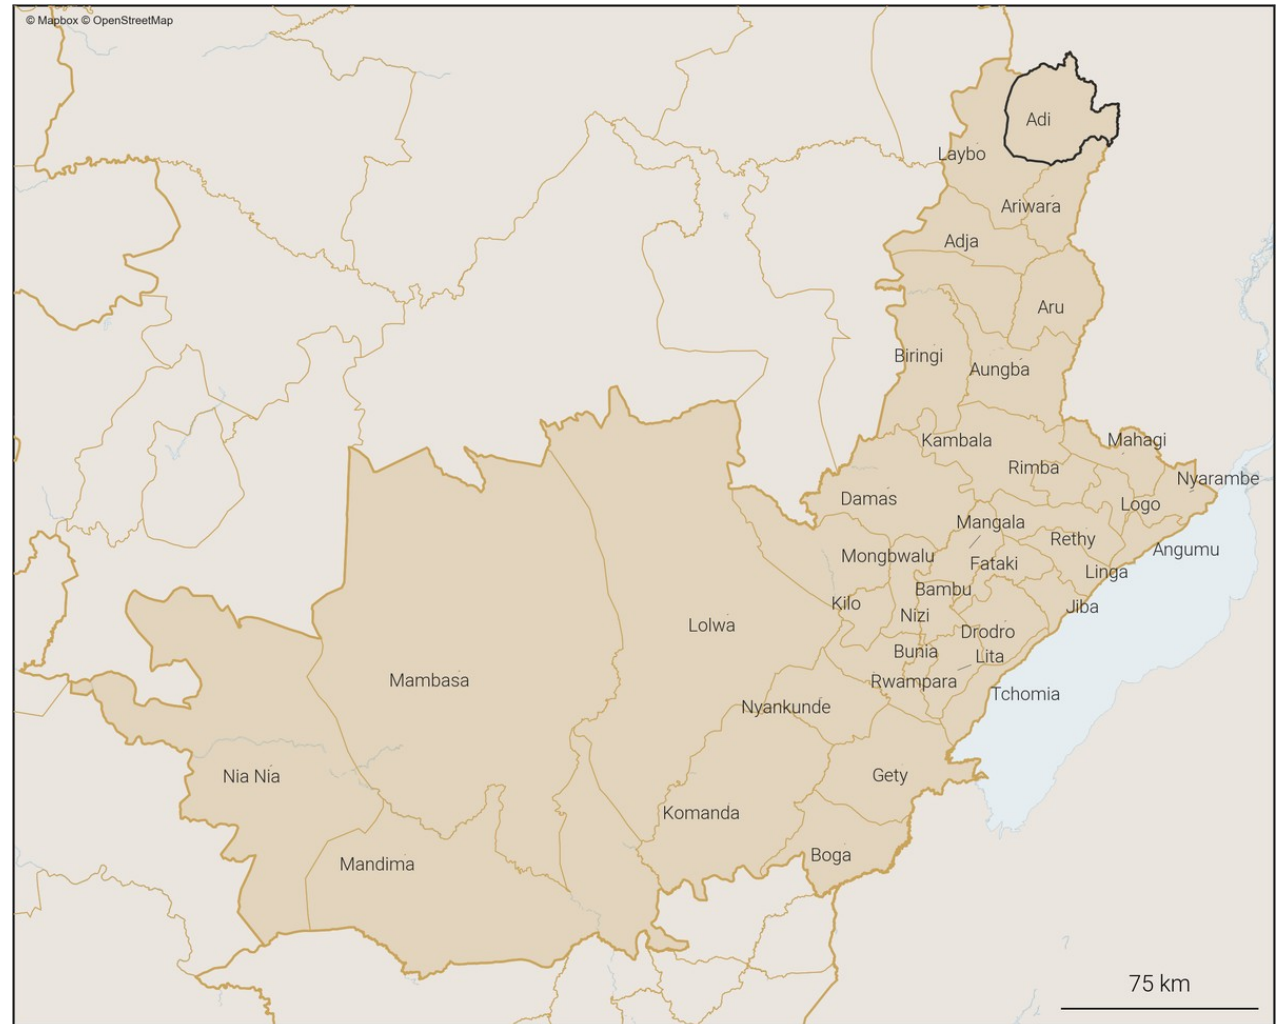 © Mapbox © OpenStreetMap
Adi
Laybo
Ariwara
Adja
Aru
Biringi
Aungba
Kambala
Mahagi
Rimba
Nyarambe
Damas
Logo
Mangala
Rethy
Angumu
Mongbwalu
Fataki
Linga
Bambu
Kilo
Jiba
Nizi
Lolwa
Drodro
Bunia
Lita
Mambasa
Rwampara
Tchomia
Nyankunde
Nia Nia
Gety
Komanda
Boga
Mandima
75 km